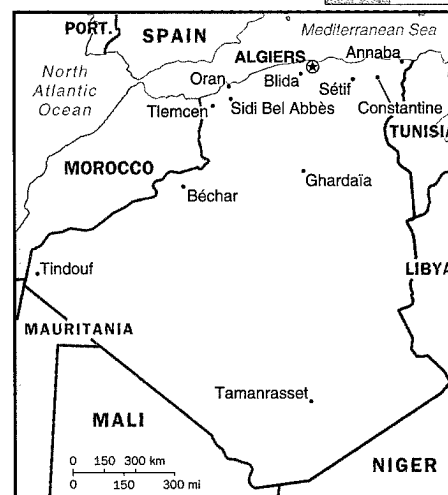 PORT.
SPAIN
Mediterranean Sea
ALGIERS
Annaba
North
Atlantic
Ocean
Oran
Blida
Sétif
Tlemcen
Sidi Bel Abbès
Constantine
TUNISIA
MOROCCO
Béchar
Ghardaïa
Tindouf
LIBYA
MAURITANIA
Tamanrasset
MALI
NIGER
0 150 300 km
0 150 300 mi